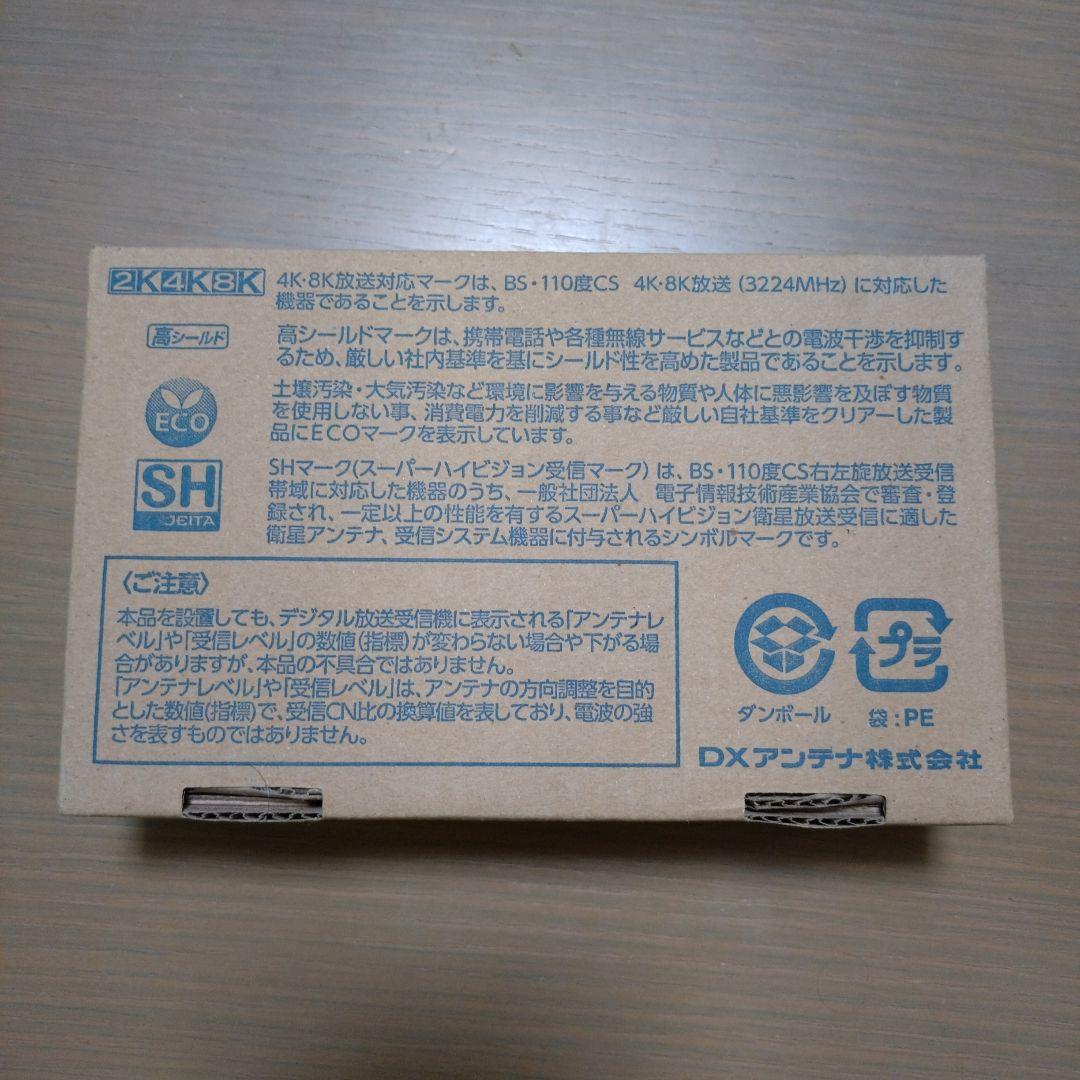 2K4K8K
4K・8K放送対応マークは、BS・110度CS 4K・8K放送(3224MHz)に対応した
機器であることを示します。
高シールド
高シールドマークは、携帯電話や各種無線サービスなどとの電波干渉を抑制す
るため、厳しい社内基準を基にシールド性を高めた製品であることを示します。
ECO
土壌汚染・大気汚染など環境に影響を与える物質や人体に悪影響を及ぼす物質
を使用しない事、消費電力を削減する事など厳しい自社基準をクリアーした製
品にECOマークを表示しています。
SH
JEITA
SHマーク(スーパーハイビジョン受信マーク)は、BS・110度CS右左旋放送受信
帯域に対応した機器のうち、一般社団法人 電子情報技術産業協会で審査・登
録され、一定以上の性能を有するスーパーハイビジョン衛星放送受信に適した
衛星アンテナ、受信システム機器に付与されるシンボルマークです。
〈ご注意〉
本品を設置しても、デジタル放送受信機に表示される「アンテナレ
ベル」や「受信レベル」の数値(指標)が変わらない場合や下がる場
合がありますが、本品の不具合ではありません。
「アンテナレベル」や「受信レベル」は、アンテナの方向調整を目的
とした数値(指標)で、受信CN比の換算値を表しており、電波の強
さを表すものではありません。
ダンボール
プラ
袋:PE
DXアンテナ株式会社